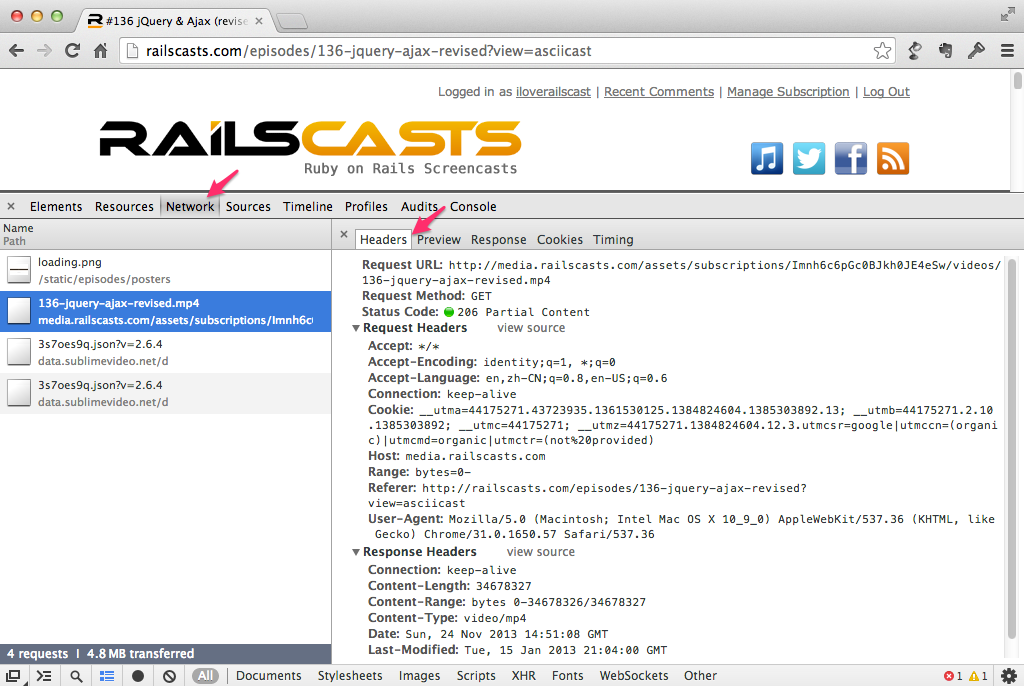 #136 jQuery & Ajax (revise
railscasts.com/episodes/136-jquery-ajax-revised?view=asciicast
Logged in as iloverailscast | Recent Comments | Manage Subscription | Log Out
RAILSCASTS
Ruby on Rails Screencasts
Elements Resources Network Sources Timeline Profiles Audits Console
Name
Path
loading.png
/static/episodes/posters
136-jquery-ajax-revised.mp4
media.railscasts.com/assets/subscriptions/Imnh6c
3s7oes9q.json?v=2.6.4
data.sublimevideo.net/d
3s7oes9q.json?v=2.6.4
data.sublimevideo.net/d
4 requests | 4.8 MB transferred
Headers Preview Response Cookies Timing
Request URL: http://media.railscasts.com/assets/subscriptions/Imnh6c6pGc0BJkh0JE4eSw/videos/
136-jquery-ajax-revised.mp4
Request Method: GET
Status Code: 206 Partial Content
Request Headers view source
Accept: */*
Accept-Encoding: identity;q=1, *;q=0
Accept-Language: en,zh-CN;q=0.8,en-US;q=0.6
Connection: keep-alive
Cookie: __utma=44175271.43723935.1361530125.1384824604.1385303892.13; __utmb=44175271.2.10
.1385303892; __utmc=44175271; __utmz=44175271.1384824604.12.3.utmcsr=google|utmccn=(organi
c)|utmcmd=organic|utmctr=(not%20provided)
Host: media.railscasts.com
Range: bytes=0-
Referer: http://railscasts.com/episodes/136-jquery-ajax-revised?
view=asciicast
User-Agent: Mozilla/5.0 (Macintosh; Intel Mac OS X 10_9_0) AppleWebKit/537.36 (KHTML, like
Gecko) Chrome/31.0.1650.57 Safari/537.36
Response Headers view source
Connection: keep-alive
Content-Length: 34678327
Content-Range: bytes 0-34678326/34678327
Content-Type: video/mp4
Date: Sun, 24 Nov 2013 14:51:08 GMT
Last-Modified: Tue, 15 Jan 2013 21:04:00 GMT
All Documents Stylesheets Images Scripts XHR Fonts WebSockets Other 1 1